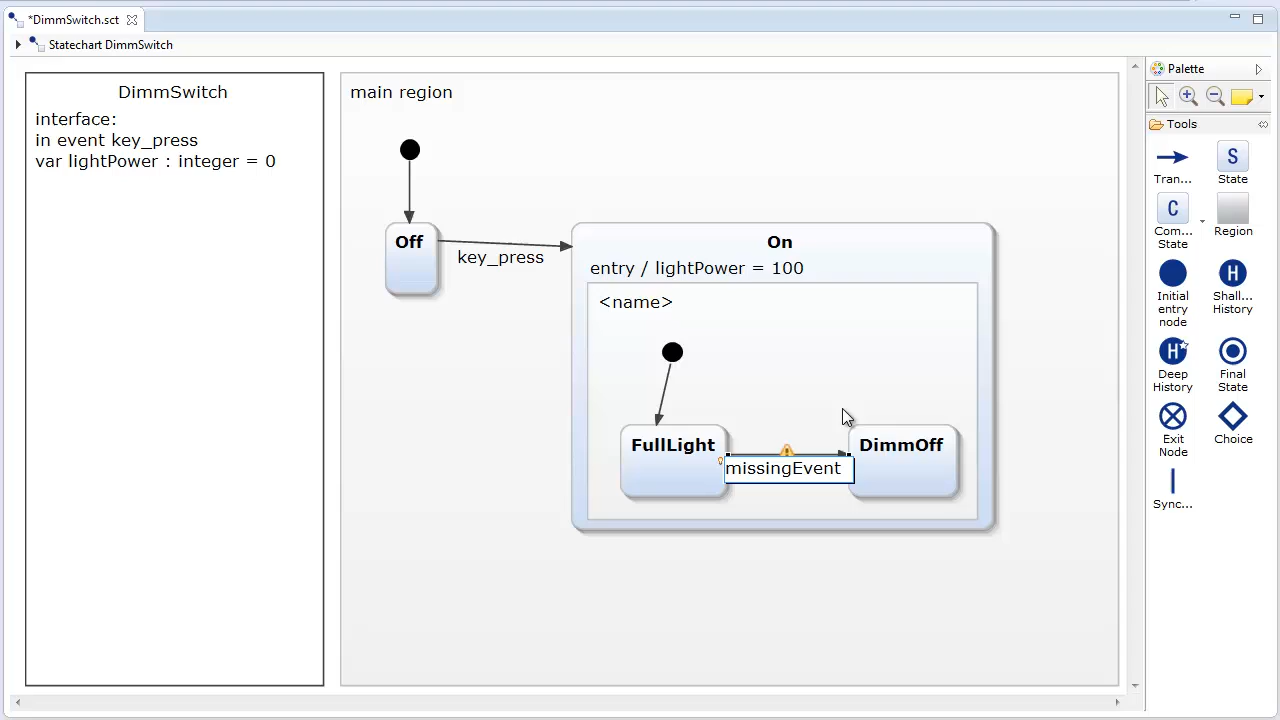 *DimmSwitch.sct
Statechart DimmSwitch
DimmSwitch
interface:
in event key_press
var lightPower : integer = 0
main region
Off
key_press
On
entry / lightPower = 100
<name>
FullLight
missingEvent
DimmOff
Palette
Tools
Tran...
S
State
C
Com...
State
Region
Initial
entry
node
H
Shall...
History
H
Deep
History
Final
State
Exit
Node
Choice
Sync...